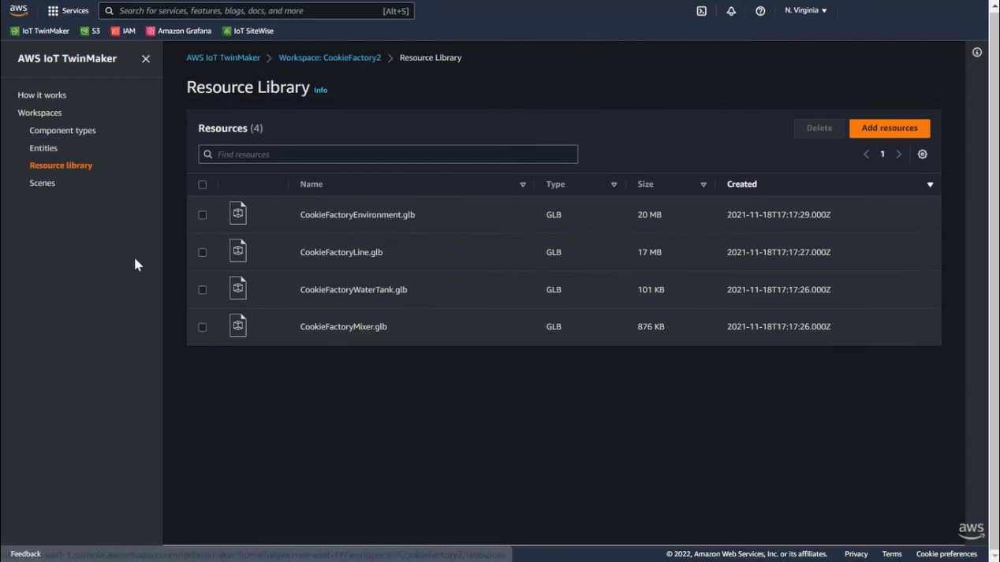 aws Services Search for services, features, blogs, docs, and more [Alt+S] N. Virginia
IoT TwinMaker S3 IAM Amazon Grafana IoT SiteWise
AWS IoT TwinMaker
How it works
Workspaces
Component types
Entities
Resource library
Scenes
AWS IoT TwinMaker Workspace: CookieFactory2 Resource Library
Resource Library Info
Resources (4) Delete Add resources
Find resources 1
Name Type Size Created
CookieFactoryEnvironment.glb GLB 20 MB 2021-11-18T17:17:29.000Z
CookieFactoryLine.glb GLB 17 MB 2021-11-18T17:17:27.000Z
CookieFactoryWaterTank.glb GLB 101 KB 2021-11-18T17:17:26.000Z
CookieFactoryMixer.glb GLB 876 KB 2021-11-18T17:17:26.000Z
aws
Feedback © 2022, Amazon Web Services, Inc. or its affiliates. Privacy Terms Cookie preferences